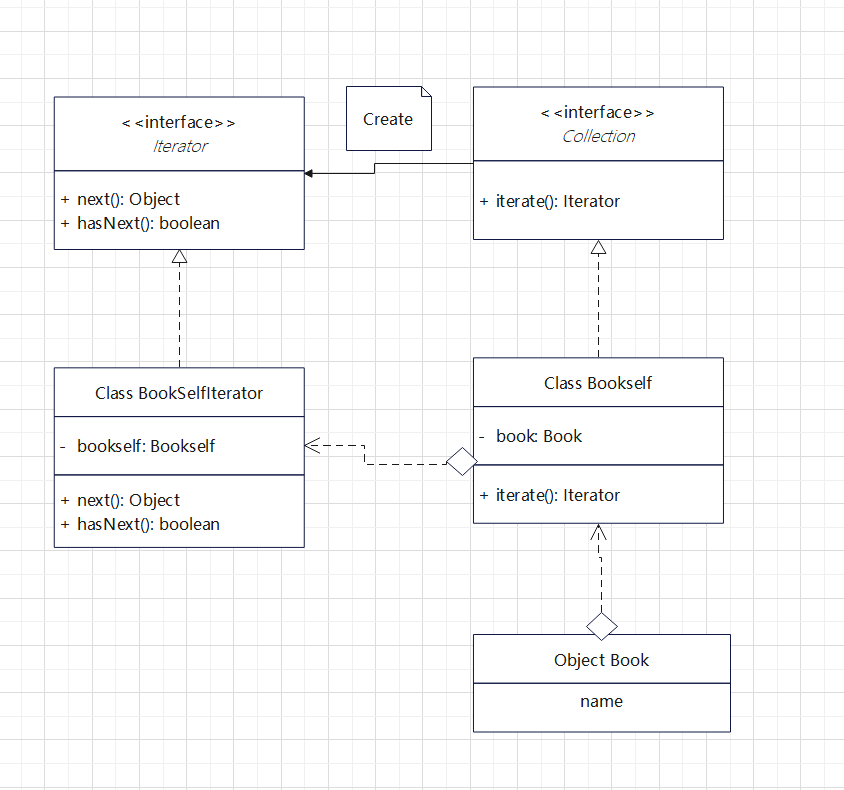 < <interface>>
Iterator
+ next(): Object
+ hasNext(): boolean
Create
< <interface>>
Collection
+ iterate(): Iterator
Class BookSelfIterator
- bookself: Bookself
+ next(): Object
+ hasNext(): boolean
Class Bookself
- book: Book
+ iterate(): Iterator
Object Book
name